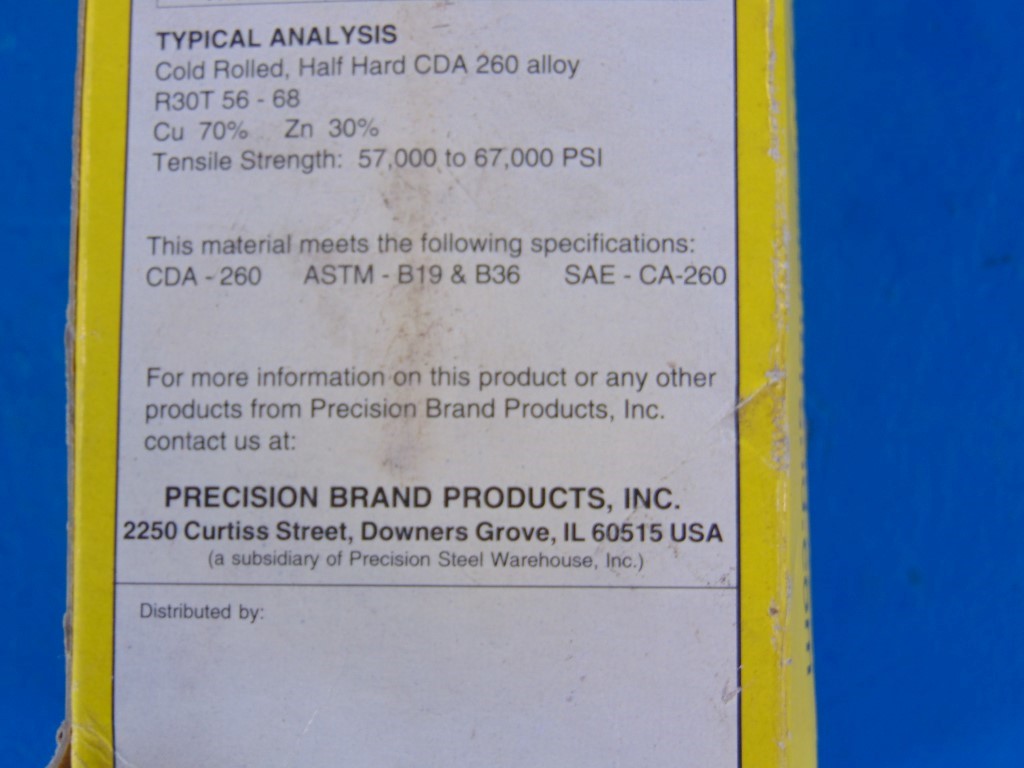 TYPICAL ANALYSIS
Cold Rolled, Half Hard CDA 260 alloy
R30T 56 - 68
Cu 70% Zn 30%
Tensile Strength: 57,000 to 67,000 PSI
This material meets the following specifications:
CDA - 260 ASTM - B19 & B36 SAE - CA-260
For more information on this product or any other
products from Precision Brand Products, Inc.
contact us at:
PRECISION BRAND PRODUCTS, INC.
2250 Curtiss Street, Downers Grove, IL 60515 USA
(a subsidiary of Precision Steel Warehouse, Inc.)
Distributed by: